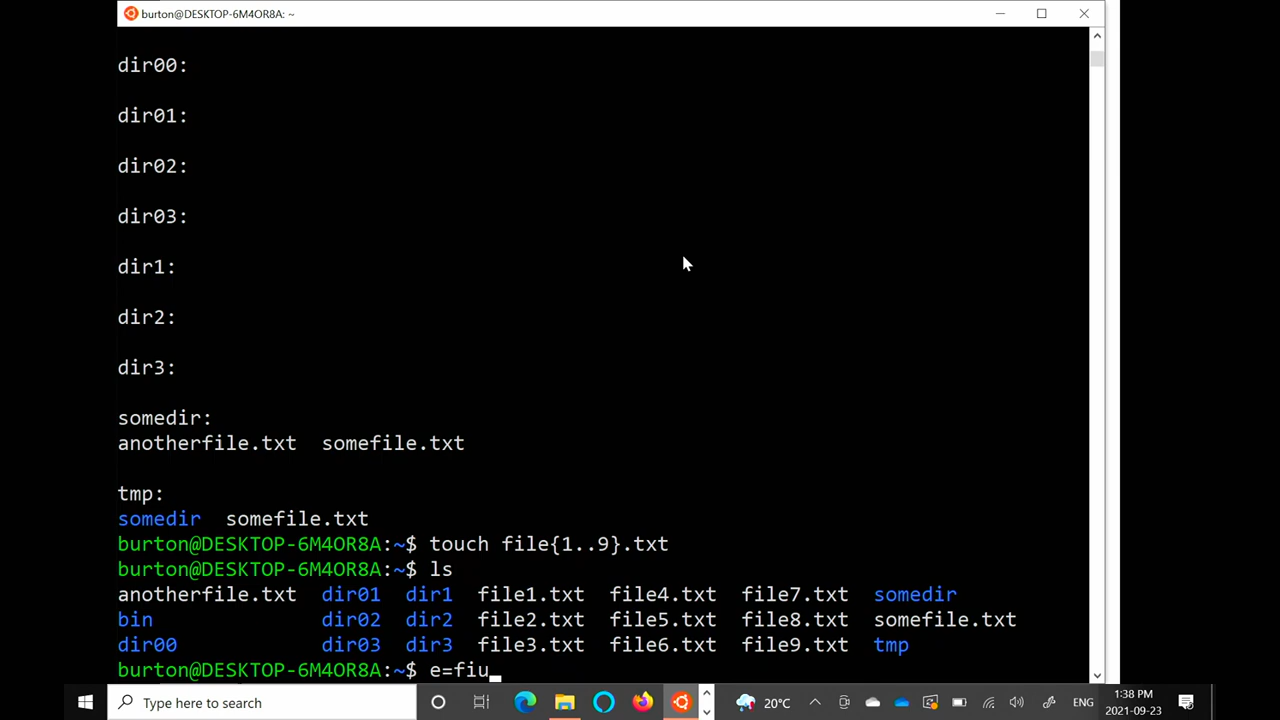 burton@DESKTOP-6M4OR8A: ~
dir00:
dir01:
dir02:
dir03:
dir1:
dir2:
dir3:
somedir:
anotherfile.txt somefile.txt
tmp:
somedir somefile.txt
burton@DESKTOP-6M4OR8A:~$ touch file{1..9}.txt
burton@DESKTOP-6M4OR8A:~$ ls
anotherfile.txt dir01 dir1 file1.txt file4.txt file7.txt somedir
bin dir02 dir2 file2.txt file5.txt file8.txt somefile.txt
dir00 dir03 dir3 file3.txt file6.txt file9.txt tmp
burton@DESKTOP-6M4OR8A:~$ e=fiu
Type here to search 20°C ENG 1:38 PM
2021-09-23